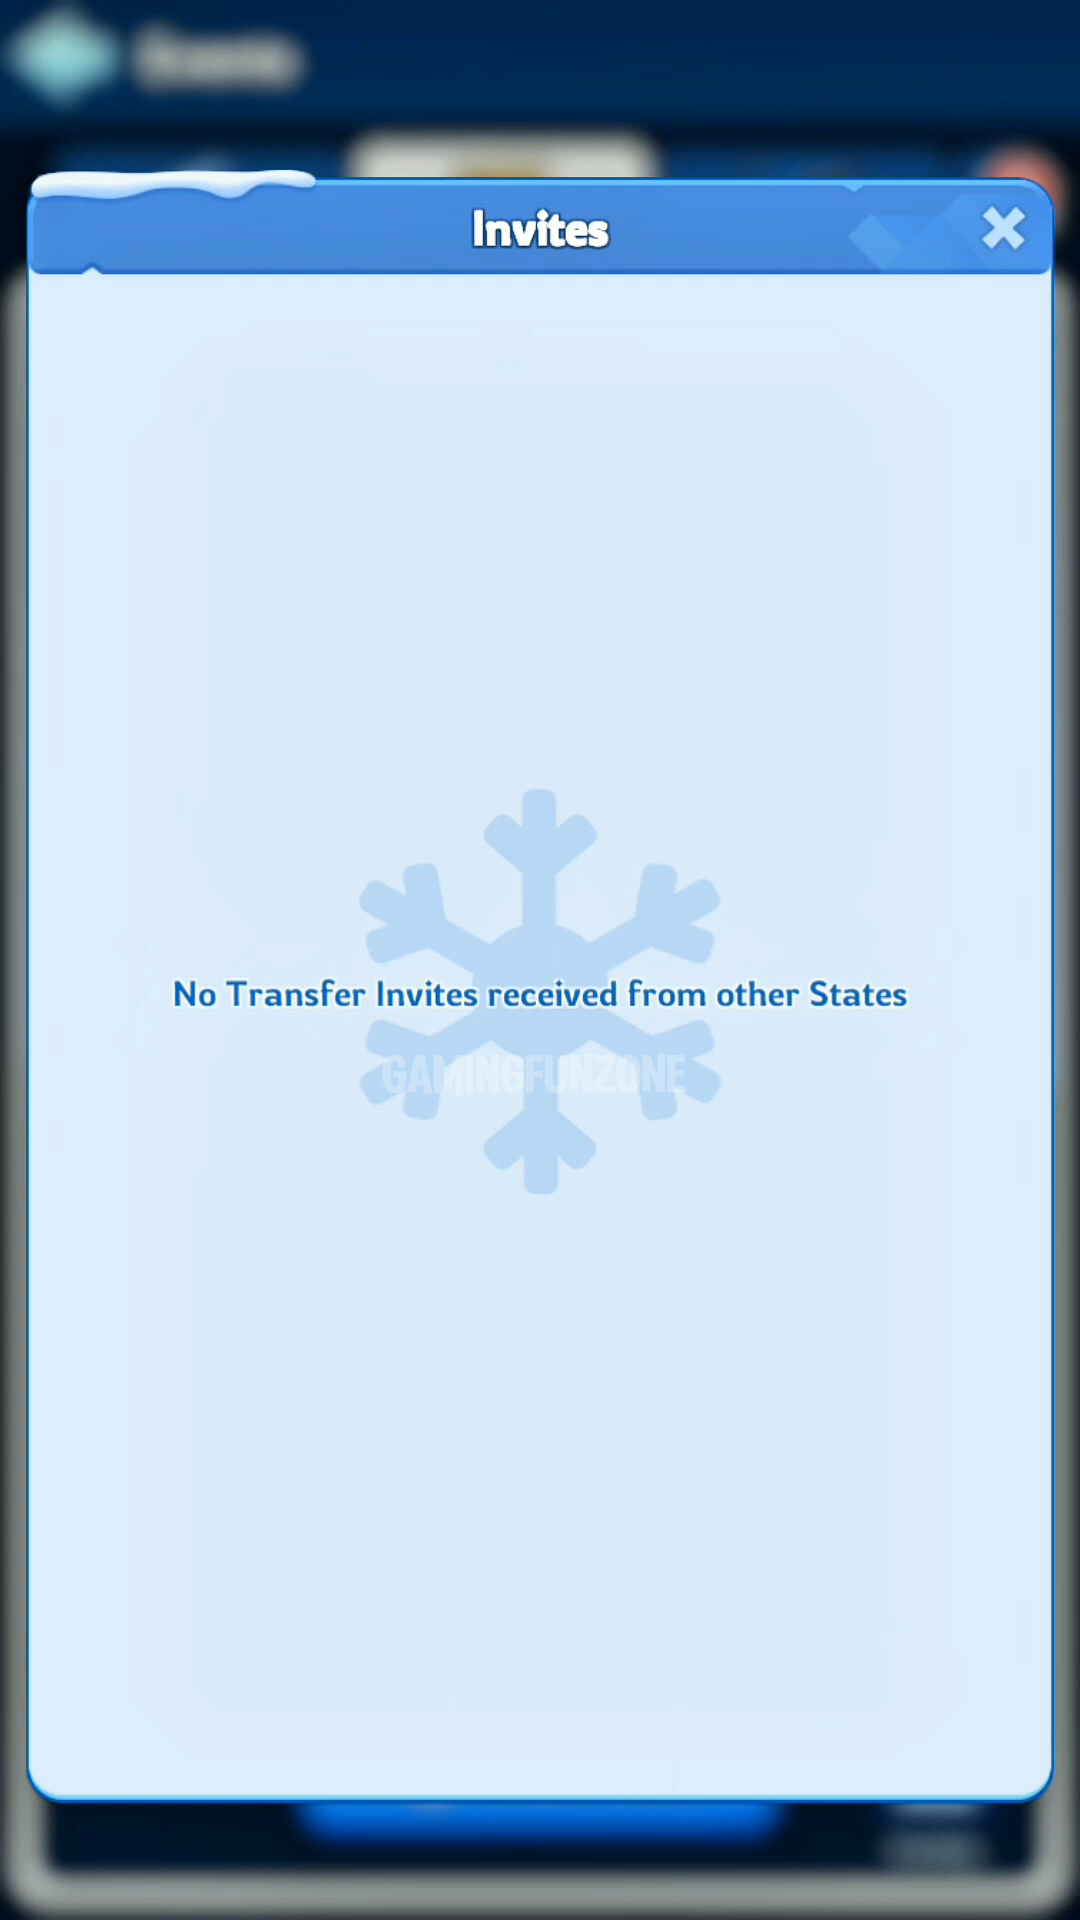 Invites
No Transfer Invites received from other States
GAMINGFUNZONE